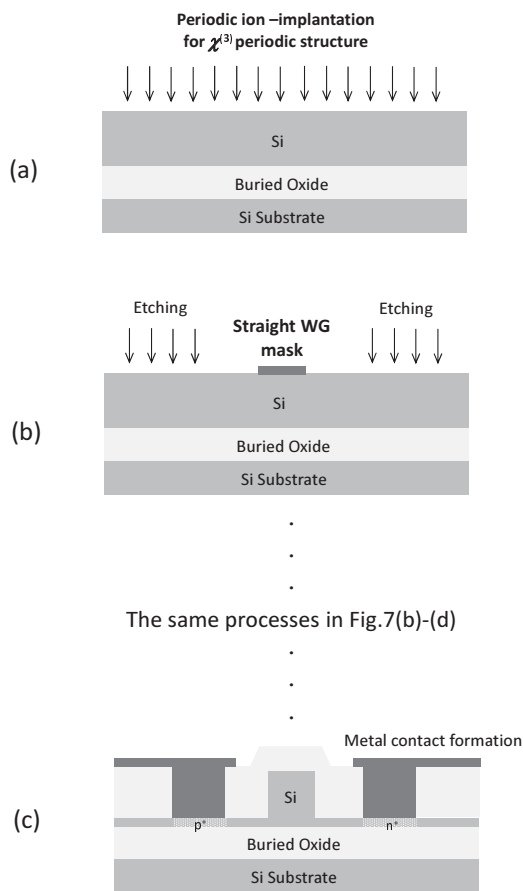 Periodic ion –implantation
for χ⁽³⁾ periodic structure
(a)
Si
Buried Oxide
Si Substrate
Etching
Straight WG
mask
Etching
(b)
Si
Buried Oxide
Si Substrate
The same processes in Fig.7(b)-(d)
Metal contact formation
(c)
Si
p⁺
n⁺
Buried Oxide
Si Substrate